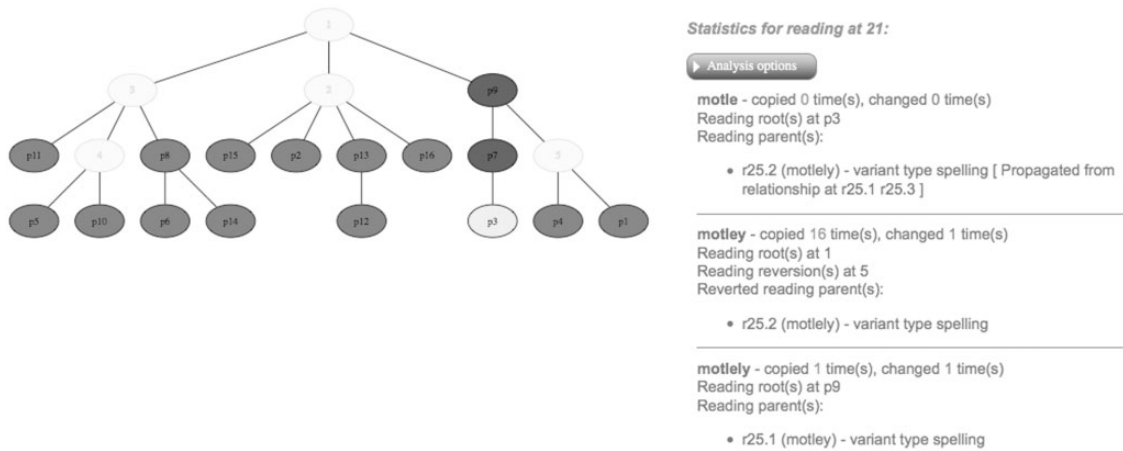 1
3 2 p9
p11 4 p8 p15 p2 p13 p16 p7 5
p5 p10 p6 p14 p12 p3 p4 p1
Statistics for reading at 21:
Analysis options
motle - copied 0 time(s), changed 0 time(s)
Reading root(s) at p3
Reading parent(s):
• r25.2 (motlely) - variant type spelling [ Propagated from
relationship at r25.1 r25.3 ]
motley - copied 16 time(s), changed 1 time(s)
Reading root(s) at 1
Reading reversion(s) at 5
Reverted reading parent(s):
• r25.2 (motlely) - variant type spelling
motlely - copied 1 time(s), changed 1 time(s)
Reading root(s) at p9
Reading parent(s):
• r25.1 (motley) - variant type spelling